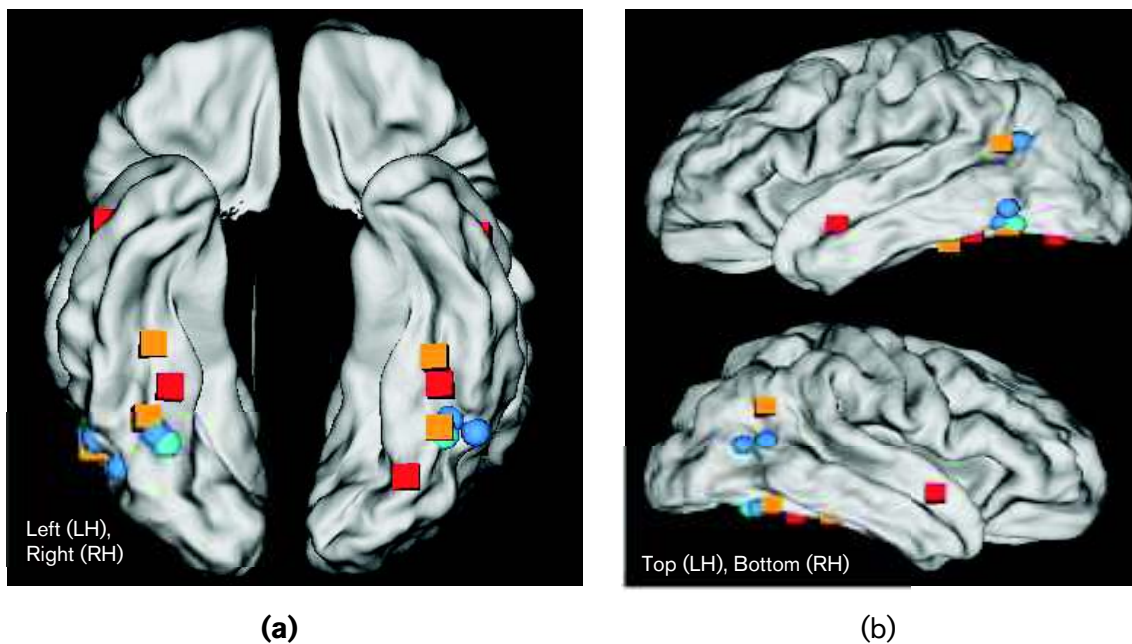 Left (LH),
Right (RH)
Top (LH), Bottom (RH)
(a)
(b)